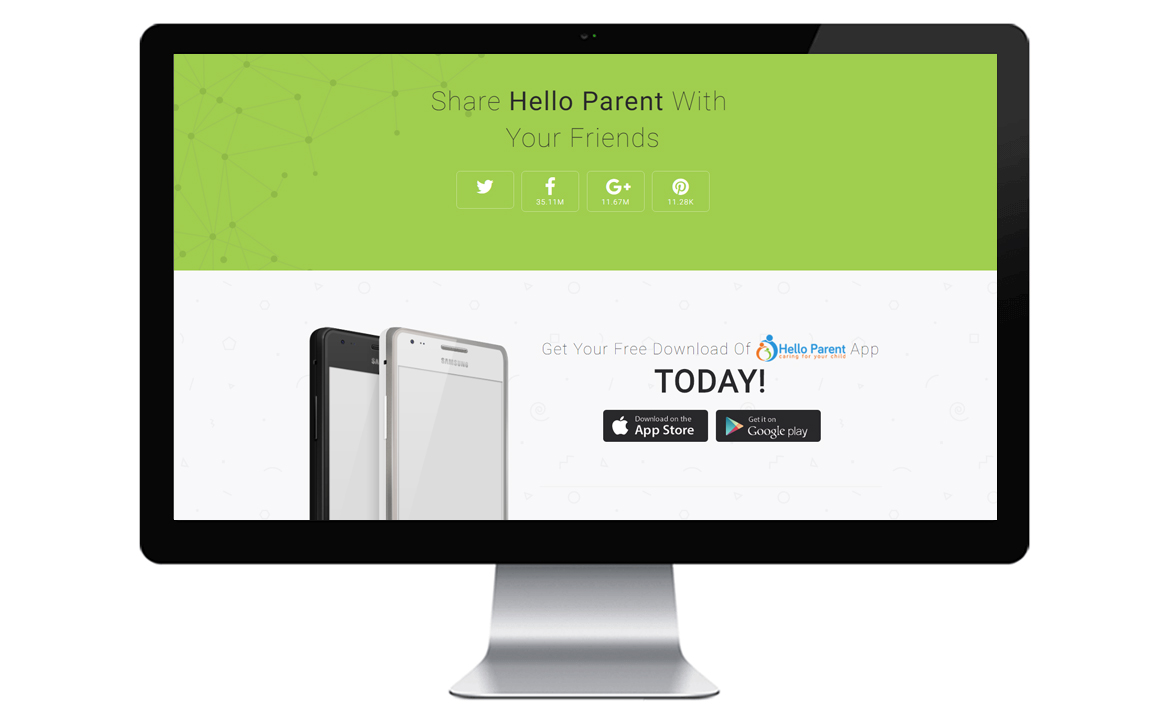 Share Hello Parent With
Your Friends
35.11M
11.67M
11.28K
SAMSUNG
Get Your Free Download Of Hello Parent App
caring for your child
TODAY!
Download on the
App Store
Get it on
Google play